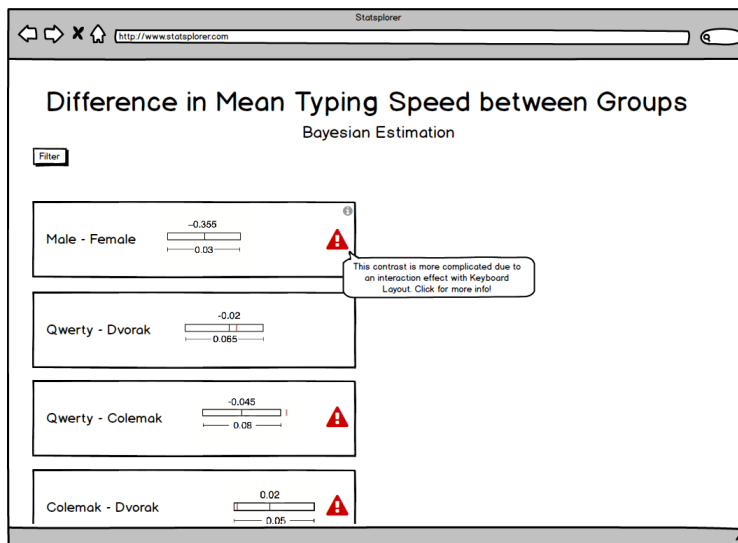 Statsplorer
http://www.statsplorer.com
Difference in Mean Typing Speed between Groups
Bayesian Estimation
Filter
-0.355
Male - Female
0.03
This contrast is more complicated due to
an interaction effect with Keyboard
Layout. Click for more info!
-0.02
Qwerty - Dvorak
0.065
-0.045
Qwerty - Colemak
0.08
0.02
Colemak - Dvorak
0.05